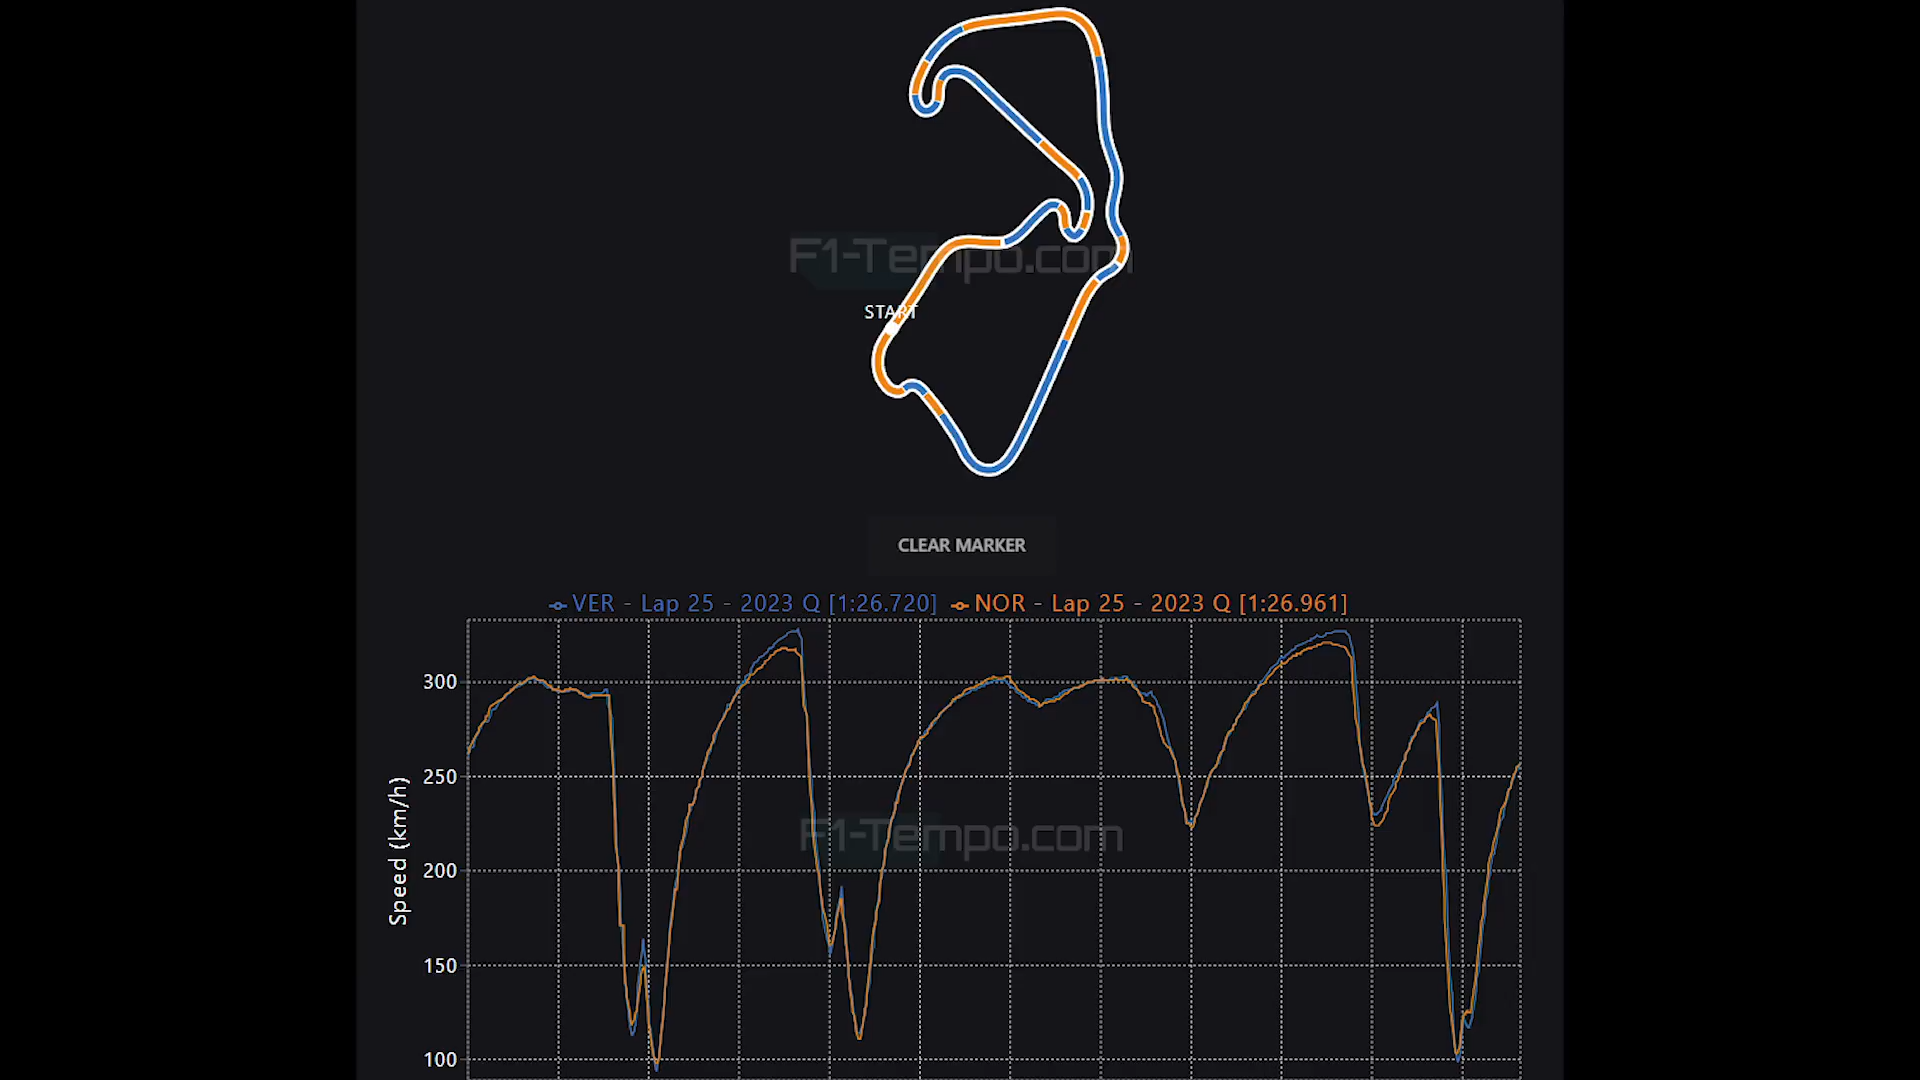 F1-Tempo.com
START
CLEAR MARKER
VER - Lap 25 - 2023 Q [1:26.720] NOR - Lap 25 - 2023 Q [1:26.961]
300
250
200
150
100
Speed (km/h)
F1-Tempo.com